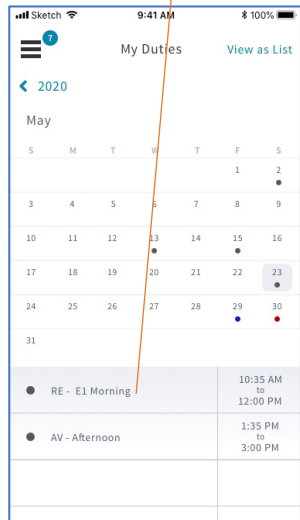 Sketch 9:41 AM 100%
7
My Duties View as List
2020
May
S M T W T F S
1 2
3 4 5 6 7 8 9
10 11 12 13 14 15 16
17 18 19 20 21 22 23
24 25 26 27 28 29 30
31
RE - E1 Morning
10:35 AM
to
12:00 PM
AV - Afternoon
1:35 PM
to
3:00 PM